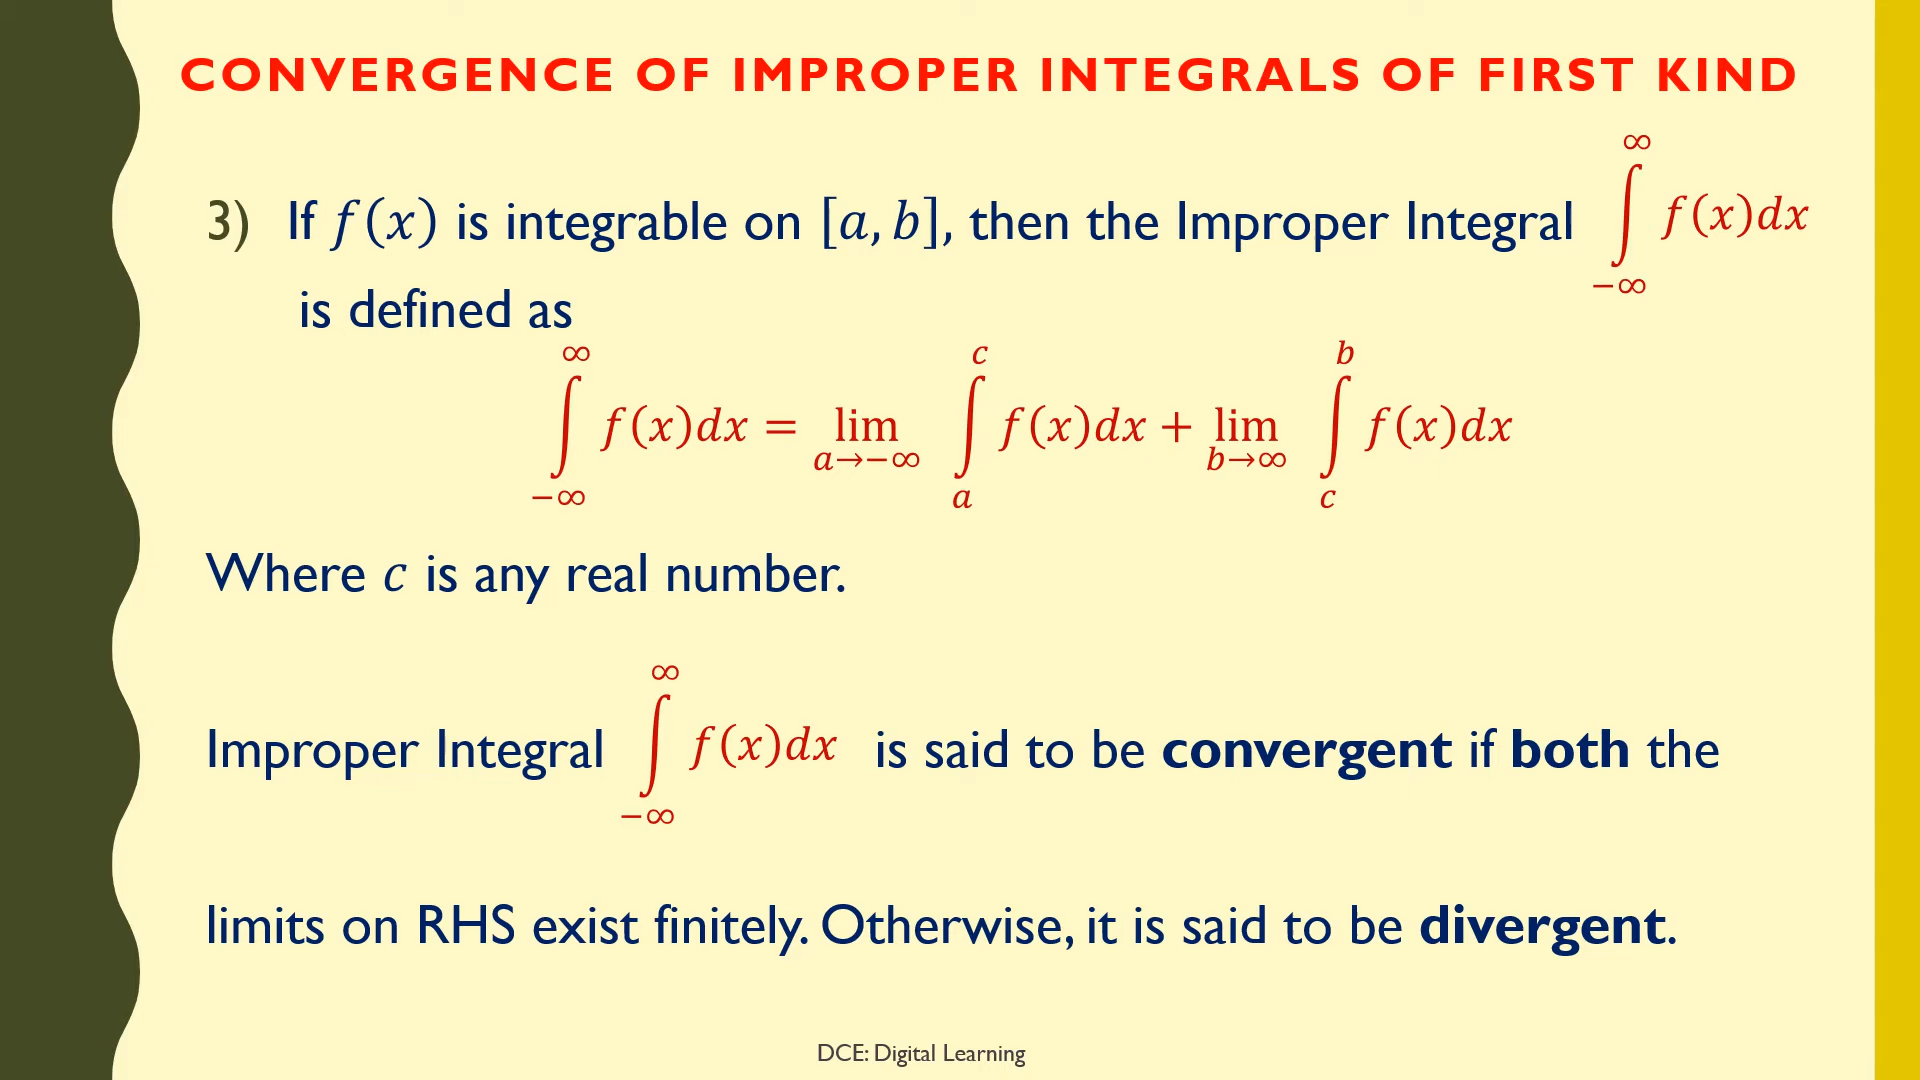 CONVERGENCE OF IMPROPER INTEGRALS OF FIRST KIND
3) If f(x) is integrable on [a, b], then the Improper Integral ∫_{−∞}^{∞} f(x)dx
is defined as
∫_{−∞}^{∞} f(x)dx = lim_{a→−∞} ∫_{a}^{c} f(x)dx + lim_{b→∞} ∫_{c}^{b} f(x)dx
Where c is any real number.
Improper Integral ∫_{−∞}^{∞} f(x)dx is said to be convergent if both the
limits on RHS exist finitely. Otherwise, it is said to be divergent.
DCE: Digital Learning